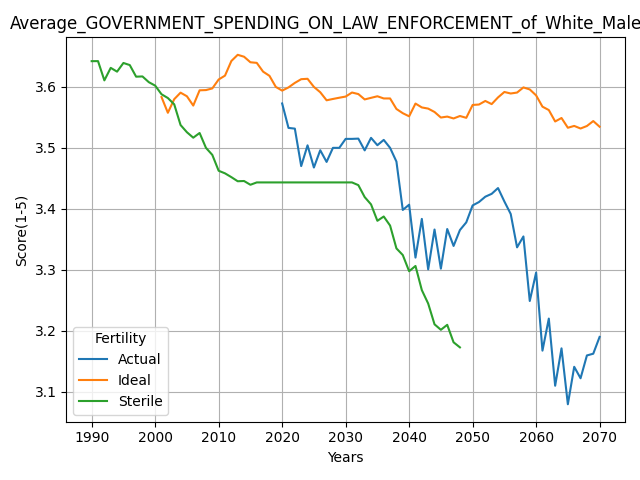 Average_GOVERNMENT_SPENDING_ON_LAW_ENFORCEMENT_of_White_Male
Score(1-5)
3.6
3.5
3.4
3.3
3.2
3.1
Fertility
Actual
Ideal
Sterile
1990 2000 2010 2020 2030 2040 2050 2060 2070
Years